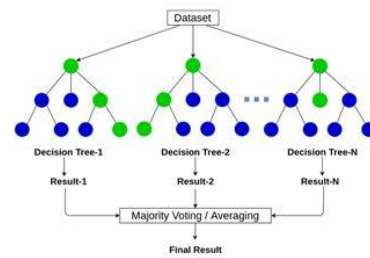 Dataset
Decision Tree-1 Decision Tree-2 Decision Tree-N
Result-1 Result-2 Result-N
Majority Voting / Averaging
Final Result